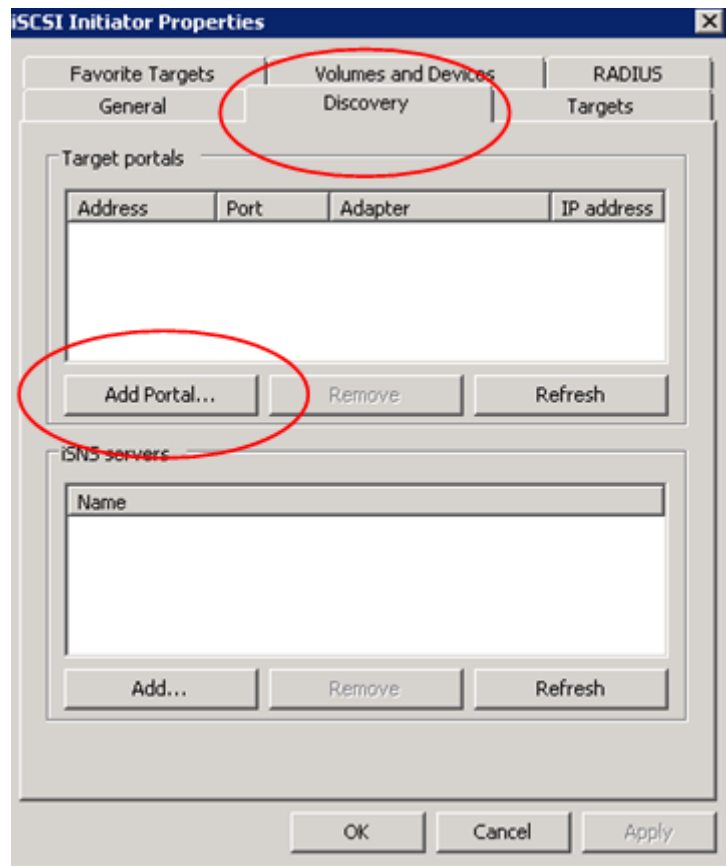 iSCSI Initiator Properties
Favorite Targets Volumes and Devices RADIUS
General Discovery Targets
Target portals
Address Port Adapter IP address
Add Portal... Remove Refresh
iSNS servers
Name
Add... Remove Refresh
OK Cancel Apply